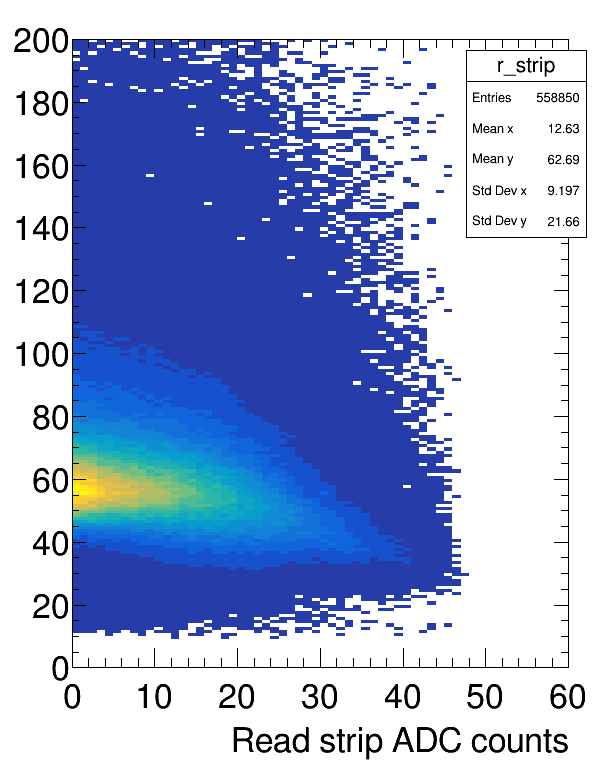 r_strip
Entries 558850
Mean x 12.63
Mean y 62.69
Std Dev x 9.197
Std Dev y 21.66
200
180
160
140
120
100
80
60
40
20
0
0 10 20 30 40 50 60
Read strip ADC counts